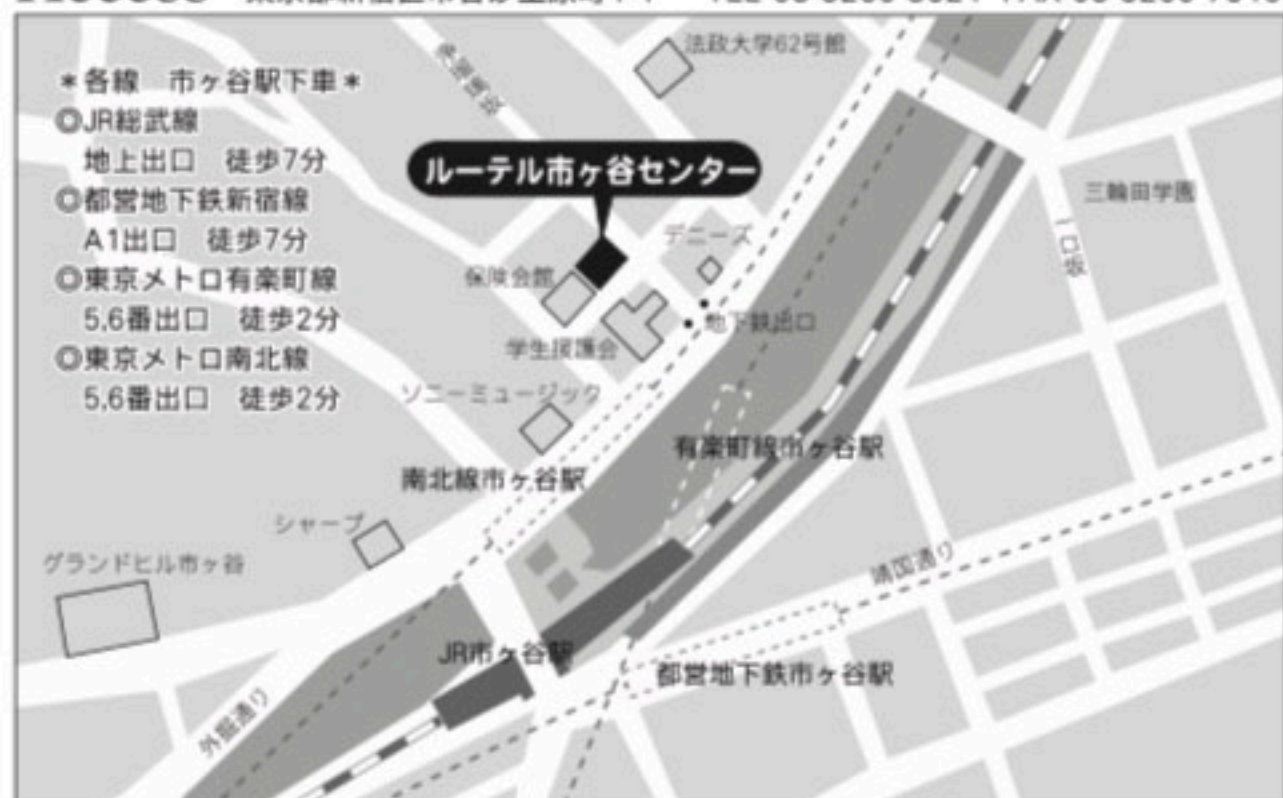 ＊各線　市ヶ谷駅下車＊
◎JR総武線
地上出口　徒歩7分
◎都営地下鉄新宿線
A1出口　徒歩7分
◎東京メトロ有楽町線
5,6番出口　徒歩2分
◎東京メトロ南北線
5,6番出口　徒歩2分
法政大学62号館
ルーテル市ヶ谷センター
三輪田学園
一口坂
デニーズ
保険会館
地下鉄出口
学生援護会
ソニーミュージック
有楽町線市ヶ谷駅
南北線市ヶ谷駅
シャープ
グランドヒル市ヶ谷
靖国通り
JR市ヶ谷駅
都営地下鉄市ヶ谷駅
外堀通り